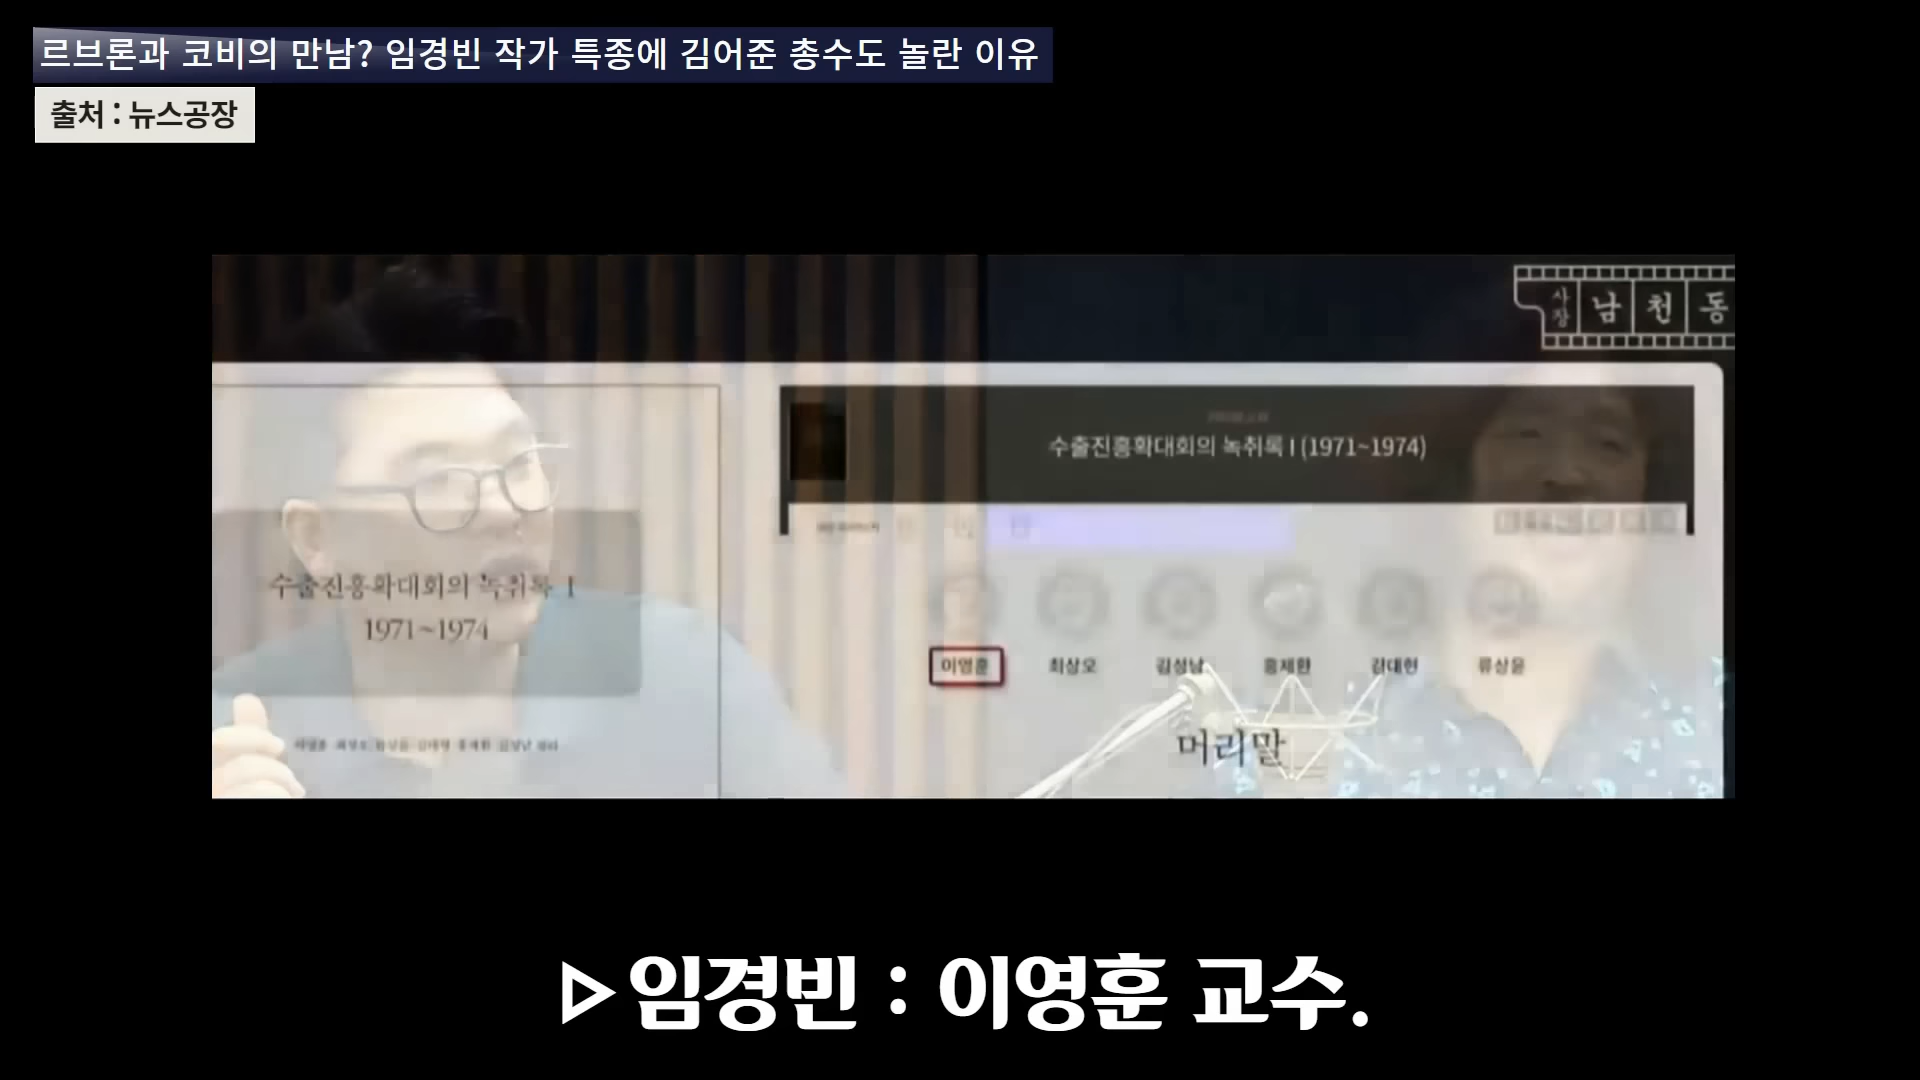 르브론과 코비의 만남? 임경빈 작가 특종에 김어준 총수도 놀란 이유
출처 : 뉴스공장
사장 남천동
수출진흥확대회의 녹취록 I (1971~1974)
수출진흥확대회의 녹취록 I
1971~1974
이영훈 최상오 김성남 홍제환 김대현 류상윤
머리말
▷임경빈 : 이영훈 교수.